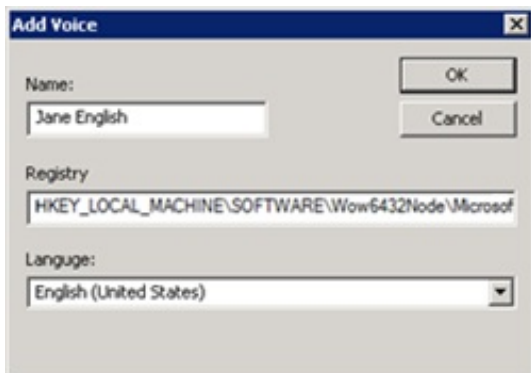 Add Voice
Name:
OK
Jane English
Cancel
Registry
HKEY_LOCAL_MACHINE\SOFTWARE\Wow6432Node\Microsof
Languge:
English (United States)